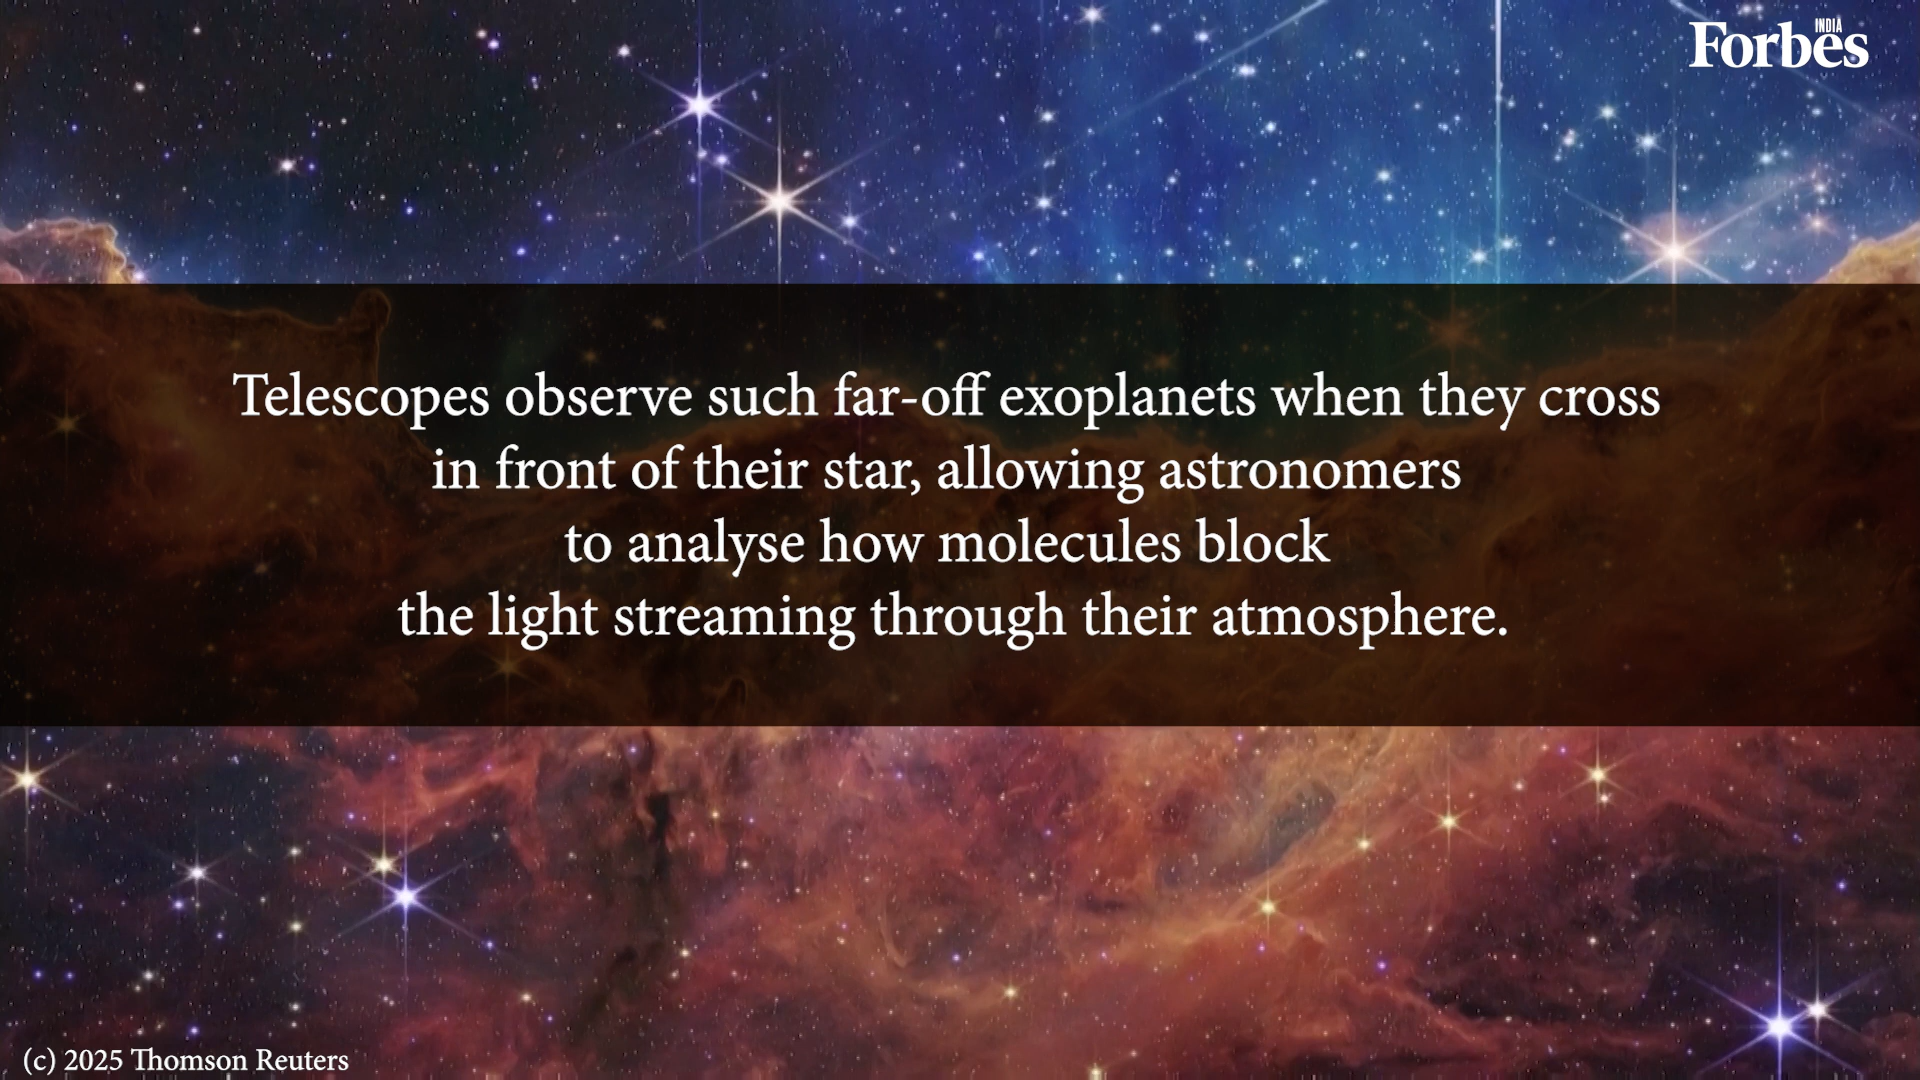 Forbes
INDIA
Telescopes observe such far-off exoplanets when they cross
in front of their star, allowing astronomers
to analyse how molecules block
the light streaming through their atmosphere.
(c) 2025 Thomson Reuters